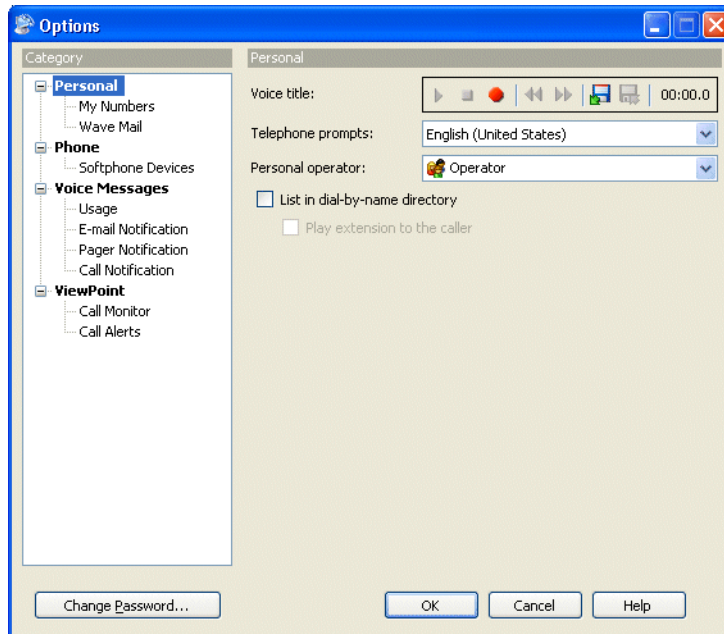 Options
Category
Personal
My Numbers
Wave Mail
Phone
Softphone Devices
Voice Messages
Usage
E-mail Notification
Pager Notification
Call Notification
ViewPoint
Call Monitor
Call Alerts
Personal
Voice title: 00:00.0
Telephone prompts: English (United States)
Personal operator: Operator
List in dial-by-name directory
Play extension to the caller
Change Password... OK Cancel Help